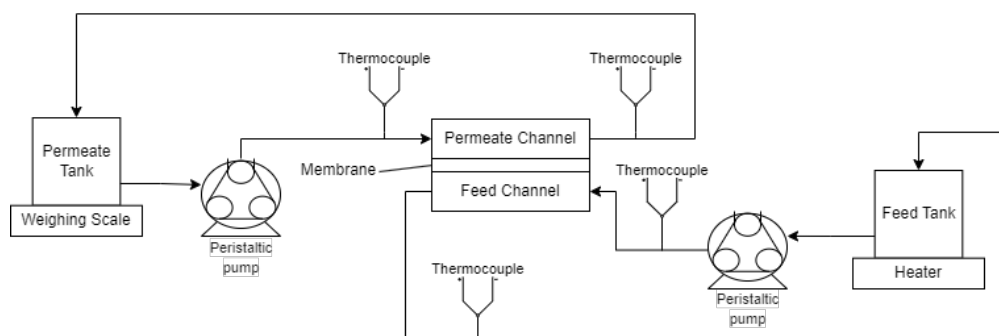 Thermocouple
Thermocouple
Permeate
Tank
Permeate Channel
Membrane
Feed Channel
Thermocouple
Weighing Scale
Feed Tank
Peristaltic
pump
Thermocouple
Heater
Peristaltic
pump